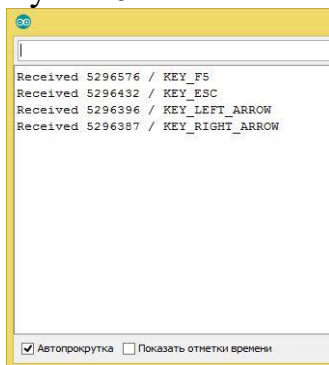 Received 5296576 / KEY_F5
Received 5296432 / KEY_ESC
Received 5296396 / KEY_LEFT_ARROW
Received 5296387 / KEY_RIGHT_ARROW
Автопрокрутка Показать отметки времени